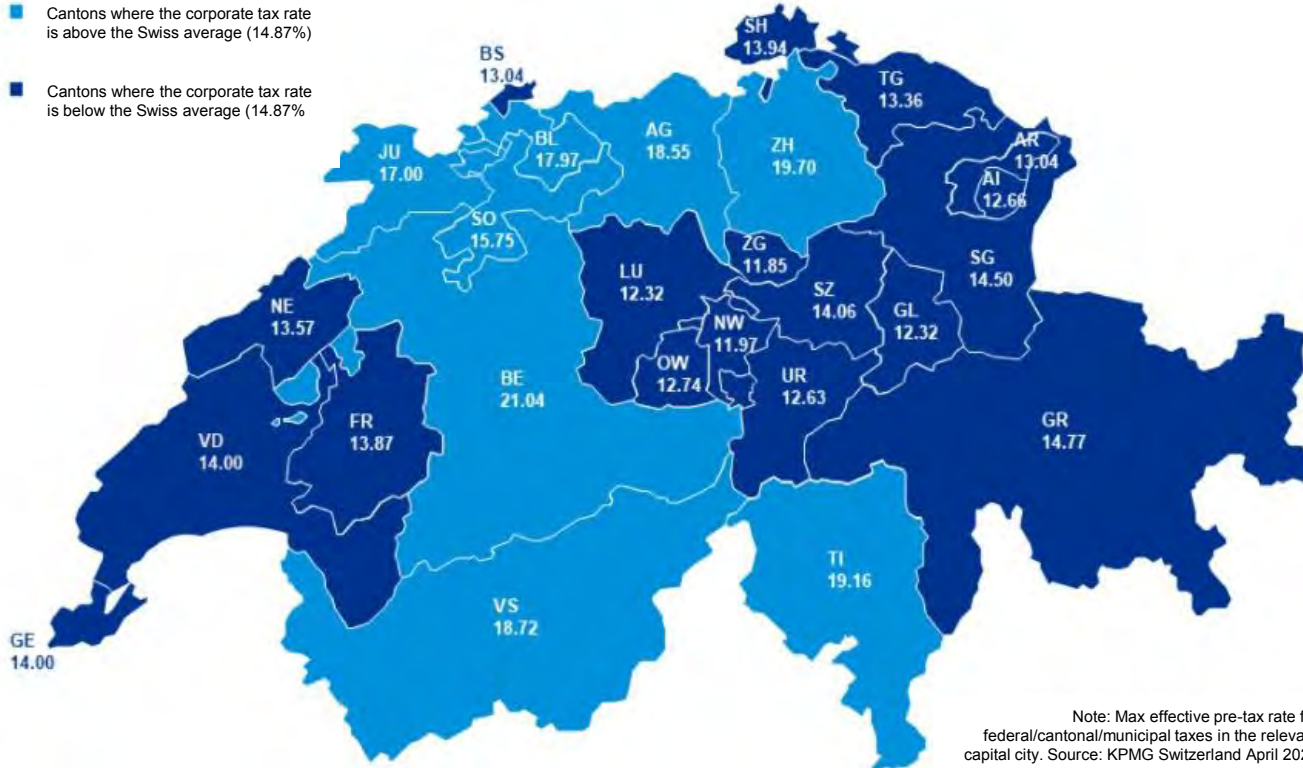 Cantons where the corporate tax rate
is above the Swiss average (14.87%)
Cantons where the corporate tax rate
is below the Swiss average (14.87%
SH
13.94
BS
13.04
TG
13.36
JU
17.00
BL
17.97
AG
18.55
ZH
19.70
AR
13.04
AI
12.66
SO
15.75
ZG
11.85
LU
12.32
SZ
14.06
SG
14.50
NE
13.57
NW
11.97
GL
12.32
OW
12.74
BE
21.04
UR
12.63
FR
13.87
VD
14.00
GR
14.77
TI
19.16
VS
18.72
GE
14.00
Note: Max effective pre-tax rate f
federal/cantonal/municipal taxes in the releva
capital city. Source: KPMG Switzerland April 202